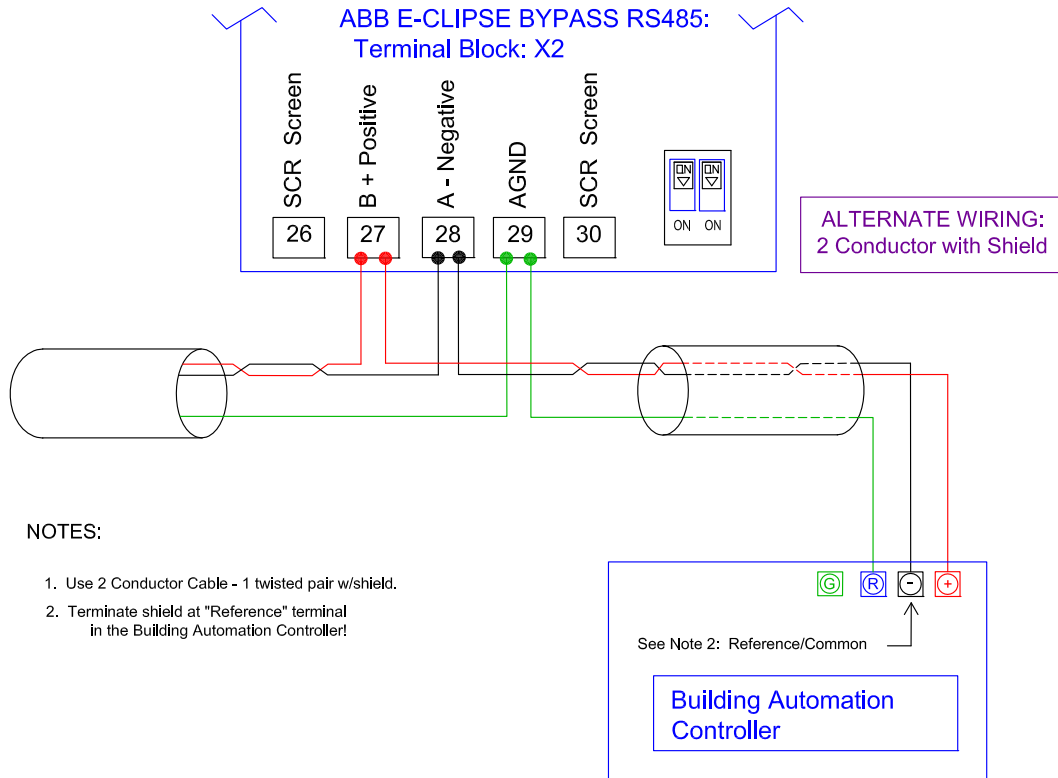 ABB E-CLIPSE BYPASS RS485:
Terminal Block: X2
SCR Screen
B + Positive
A - Negative
AGND
SCR Screen
26
27
28
29
30
ON ON
ON ON
ALTERNATE WIRING:
2 Conductor with Shield
NOTES:
1. Use 2 Conductor Cable - 1 twisted pair w/shield.
2. Terminate shield at "Reference" terminal
in the Building Automation Controller!
G R - +
See Note 2: Reference/Common
Building Automation
Controller